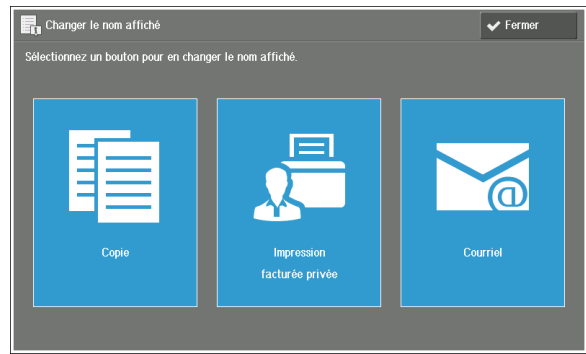 Changer le nom affiché
Fermer
Sélectionnez un bouton pour en changer le nom affiché.
Copie
Impression
facturée privée
Courriel